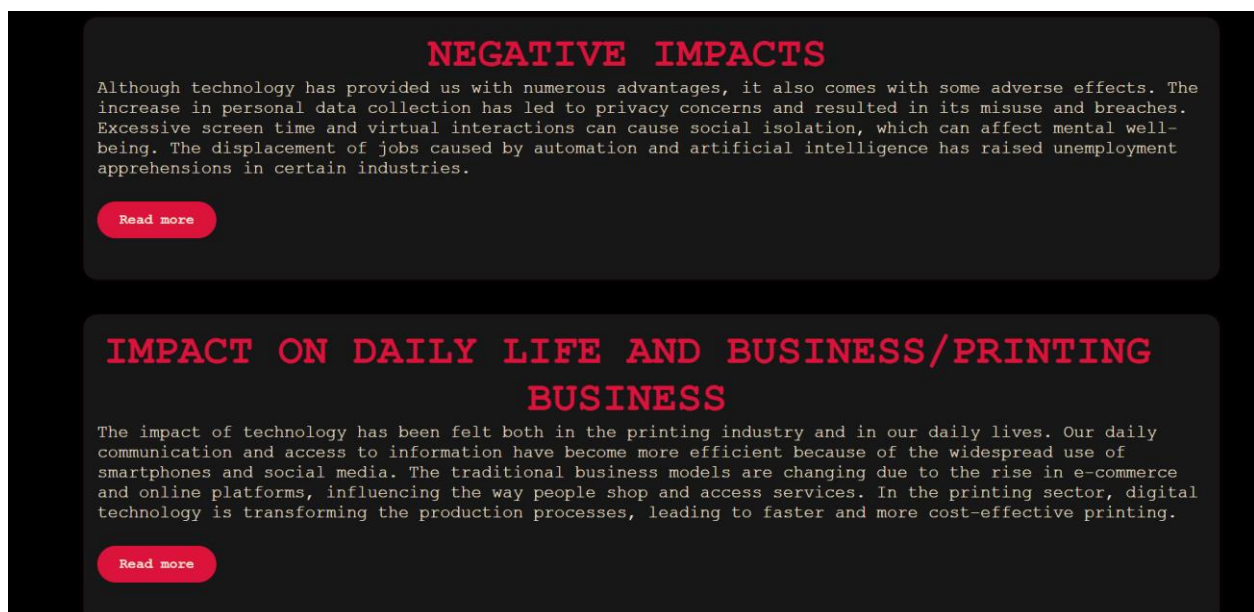 NEGATIVE IMPACTS
Although technology has provided us with numerous advantages, it also comes with some adverse effects. The
increase in personal data collection has led to privacy concerns and resulted in its misuse and breaches.
Excessive screen time and virtual interactions can cause social isolation, which can affect mental well-
being. The displacement of jobs caused by automation and artificial intelligence has raised unemployment
apprehensions in certain industries.
Read more
IMPACT ON DAILY LIFE AND BUSINESS/PRINTING
BUSINESS
The impact of technology has been felt both in the printing industry and in our daily lives. Our daily
communication and access to information have become more efficient because of the widespread use of
smartphones and social media. The traditional business models are changing due to the rise in e-commerce
and online platforms, influencing the way people shop and access services. In the printing sector, digital
technology is transforming the production processes, leading to faster and more cost-effective printing.
Read more